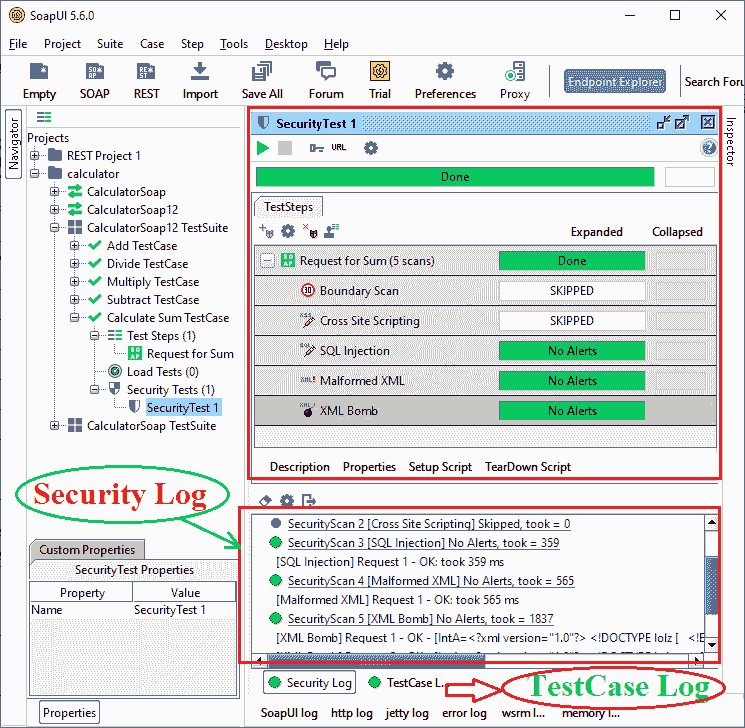 SoapUI 5.6.0
File Project Suite Case Step Tools Desktop Help
Empty SOAP REST Import Save All Forum Trial Preferences Proxy Endpoint Explorer Search Foru
Navigator
Projects
REST Project 1
calculator
CalculatorSoap
CalculatorSoap12
CalculatorSoap12 TestSuite
Add TestCase
Divide TestCase
Multiply TestCase
Subtract TestCase
Calculate Sum TestCase
Test Steps (1)
Request for Sum
Load Tests (0)
Security Tests (1)
SecurityTest 1
CalculatorSoap TestSuite
Security Log
Custom Properties
SecurityTest Properties
Property Value
Name SecurityTest 1
Properties
SecurityTest 1
Inspector
URL
Done
TestSteps
Expanded Collapsed
Request for Sum (5 scans) Done
Boundary Scan SKIPPED
Cross Site Scripting SKIPPED
SQL Injection No Alerts
Malformed XML No Alerts
XML Bomb No Alerts
Description Properties Setup Script TearDown Script
SecurityScan 2 [Cross Site Scripting] Skipped, took = 0
SecurityScan 3 [SQL Injection] No Alerts, took = 359
[SQL Injection] Request 1 - OK: took 359 ms
SecurityScan 4 [Malformed XML] No Alerts, took = 565
[Malformed XML] Request 1 - OK: took 565 ms
SecurityScan 5 [XML Bomb] No Alerts, took = 1837
[XML Bomb] Request 1 - OK - [IntA=<?xml version="1.0"?> <!DOCTYPE lolz [ <!E
Security Log TestCase L... TestCase Log
SoapUI log http log jetty log error log wsrm l... memory l...